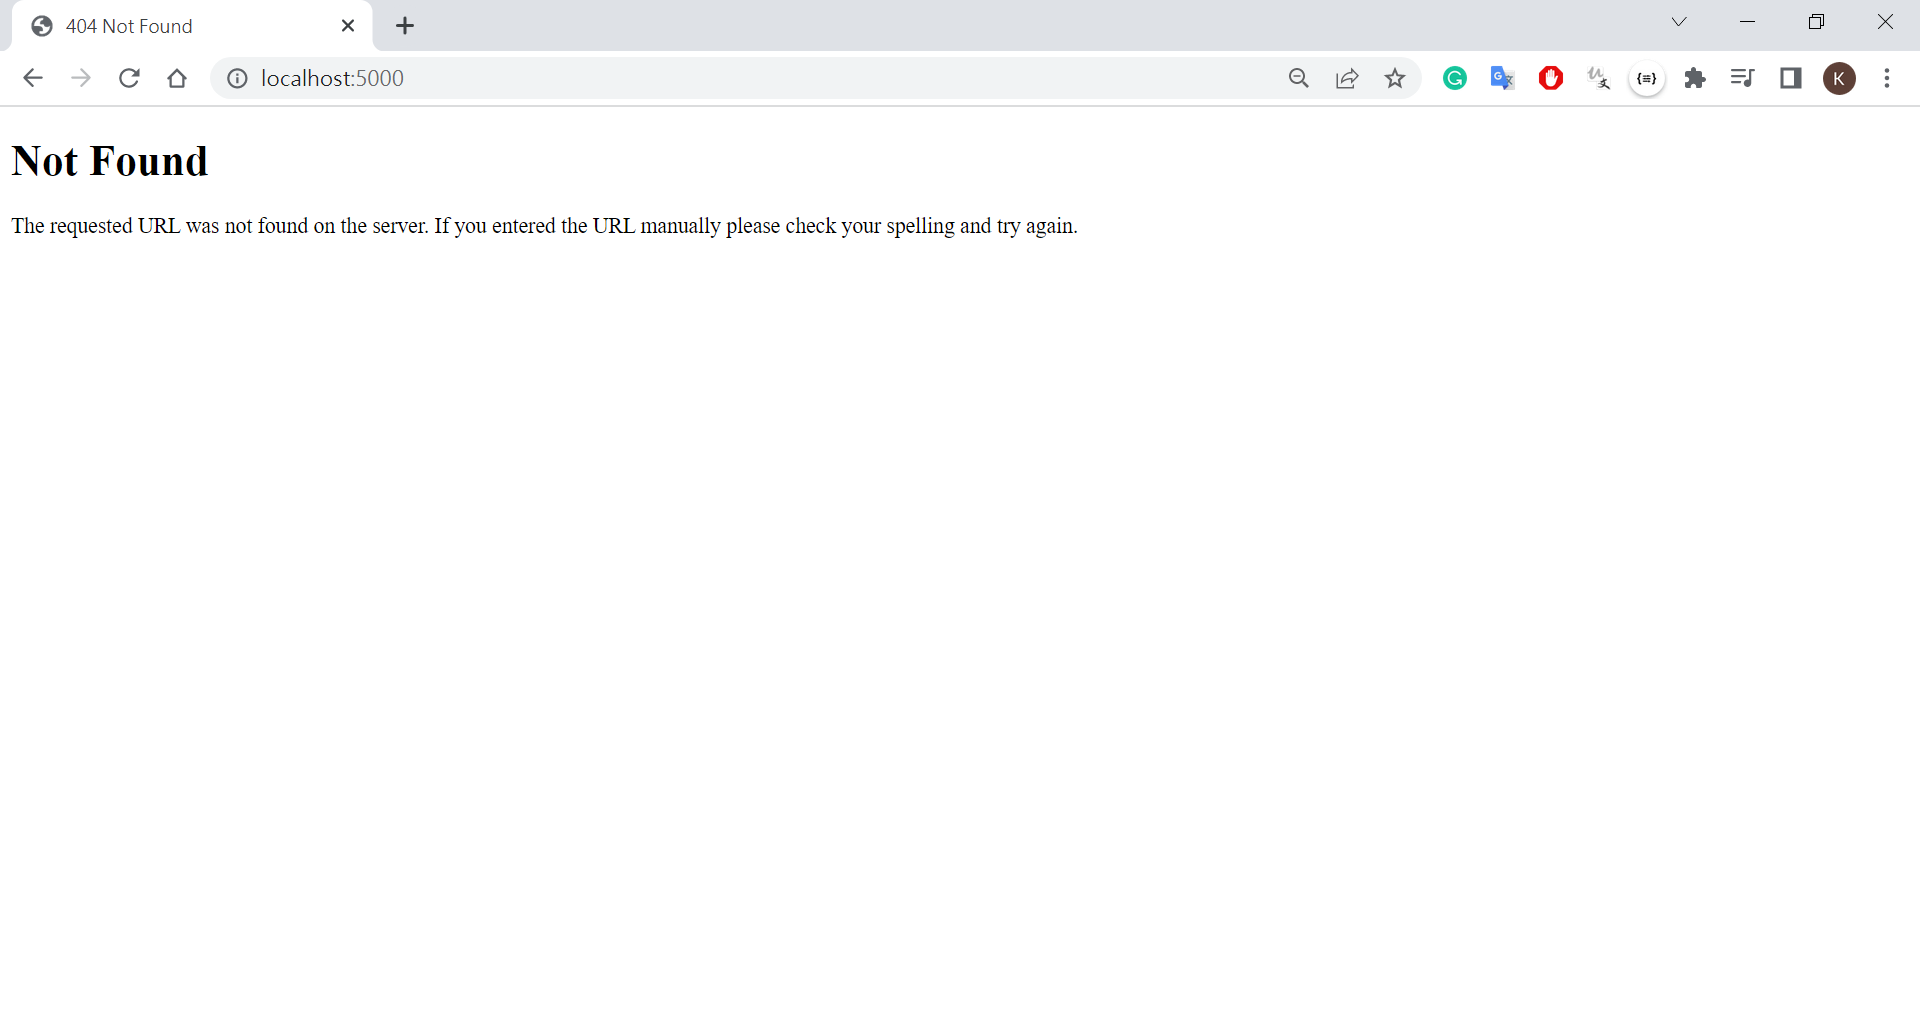 404 Not Found
localhost:5000
K
Not Found
The requested URL was not found on the server. If you entered the URL manually please check your spelling and try again.